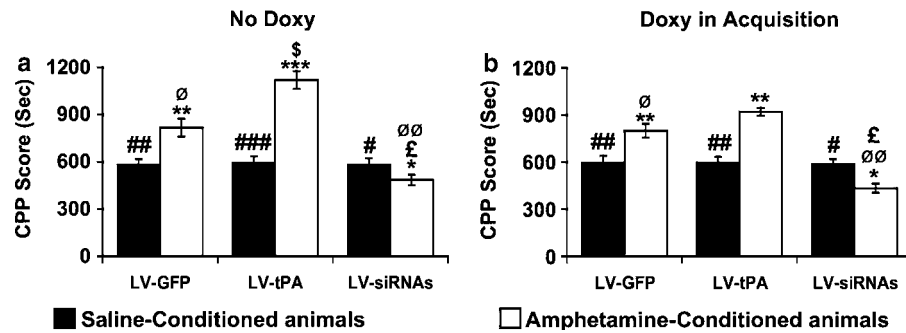 No Doxy
Doxy in Acquisition
a
CPP Score (Sec)
1200
900
600
300
0
##
Ø
**
###
$
***
#
ØØ
£
*
LV-GFP
LV-tPA
LV-siRNAs
b
CPP Score (Sec)
1200
900
600
300
0
##
Ø
**
##
**
#
£
ØØ
*
LV-GFP
LV-tPA
LV-siRNAs
Saline-Conditioned animals
Amphetamine-Conditioned animals